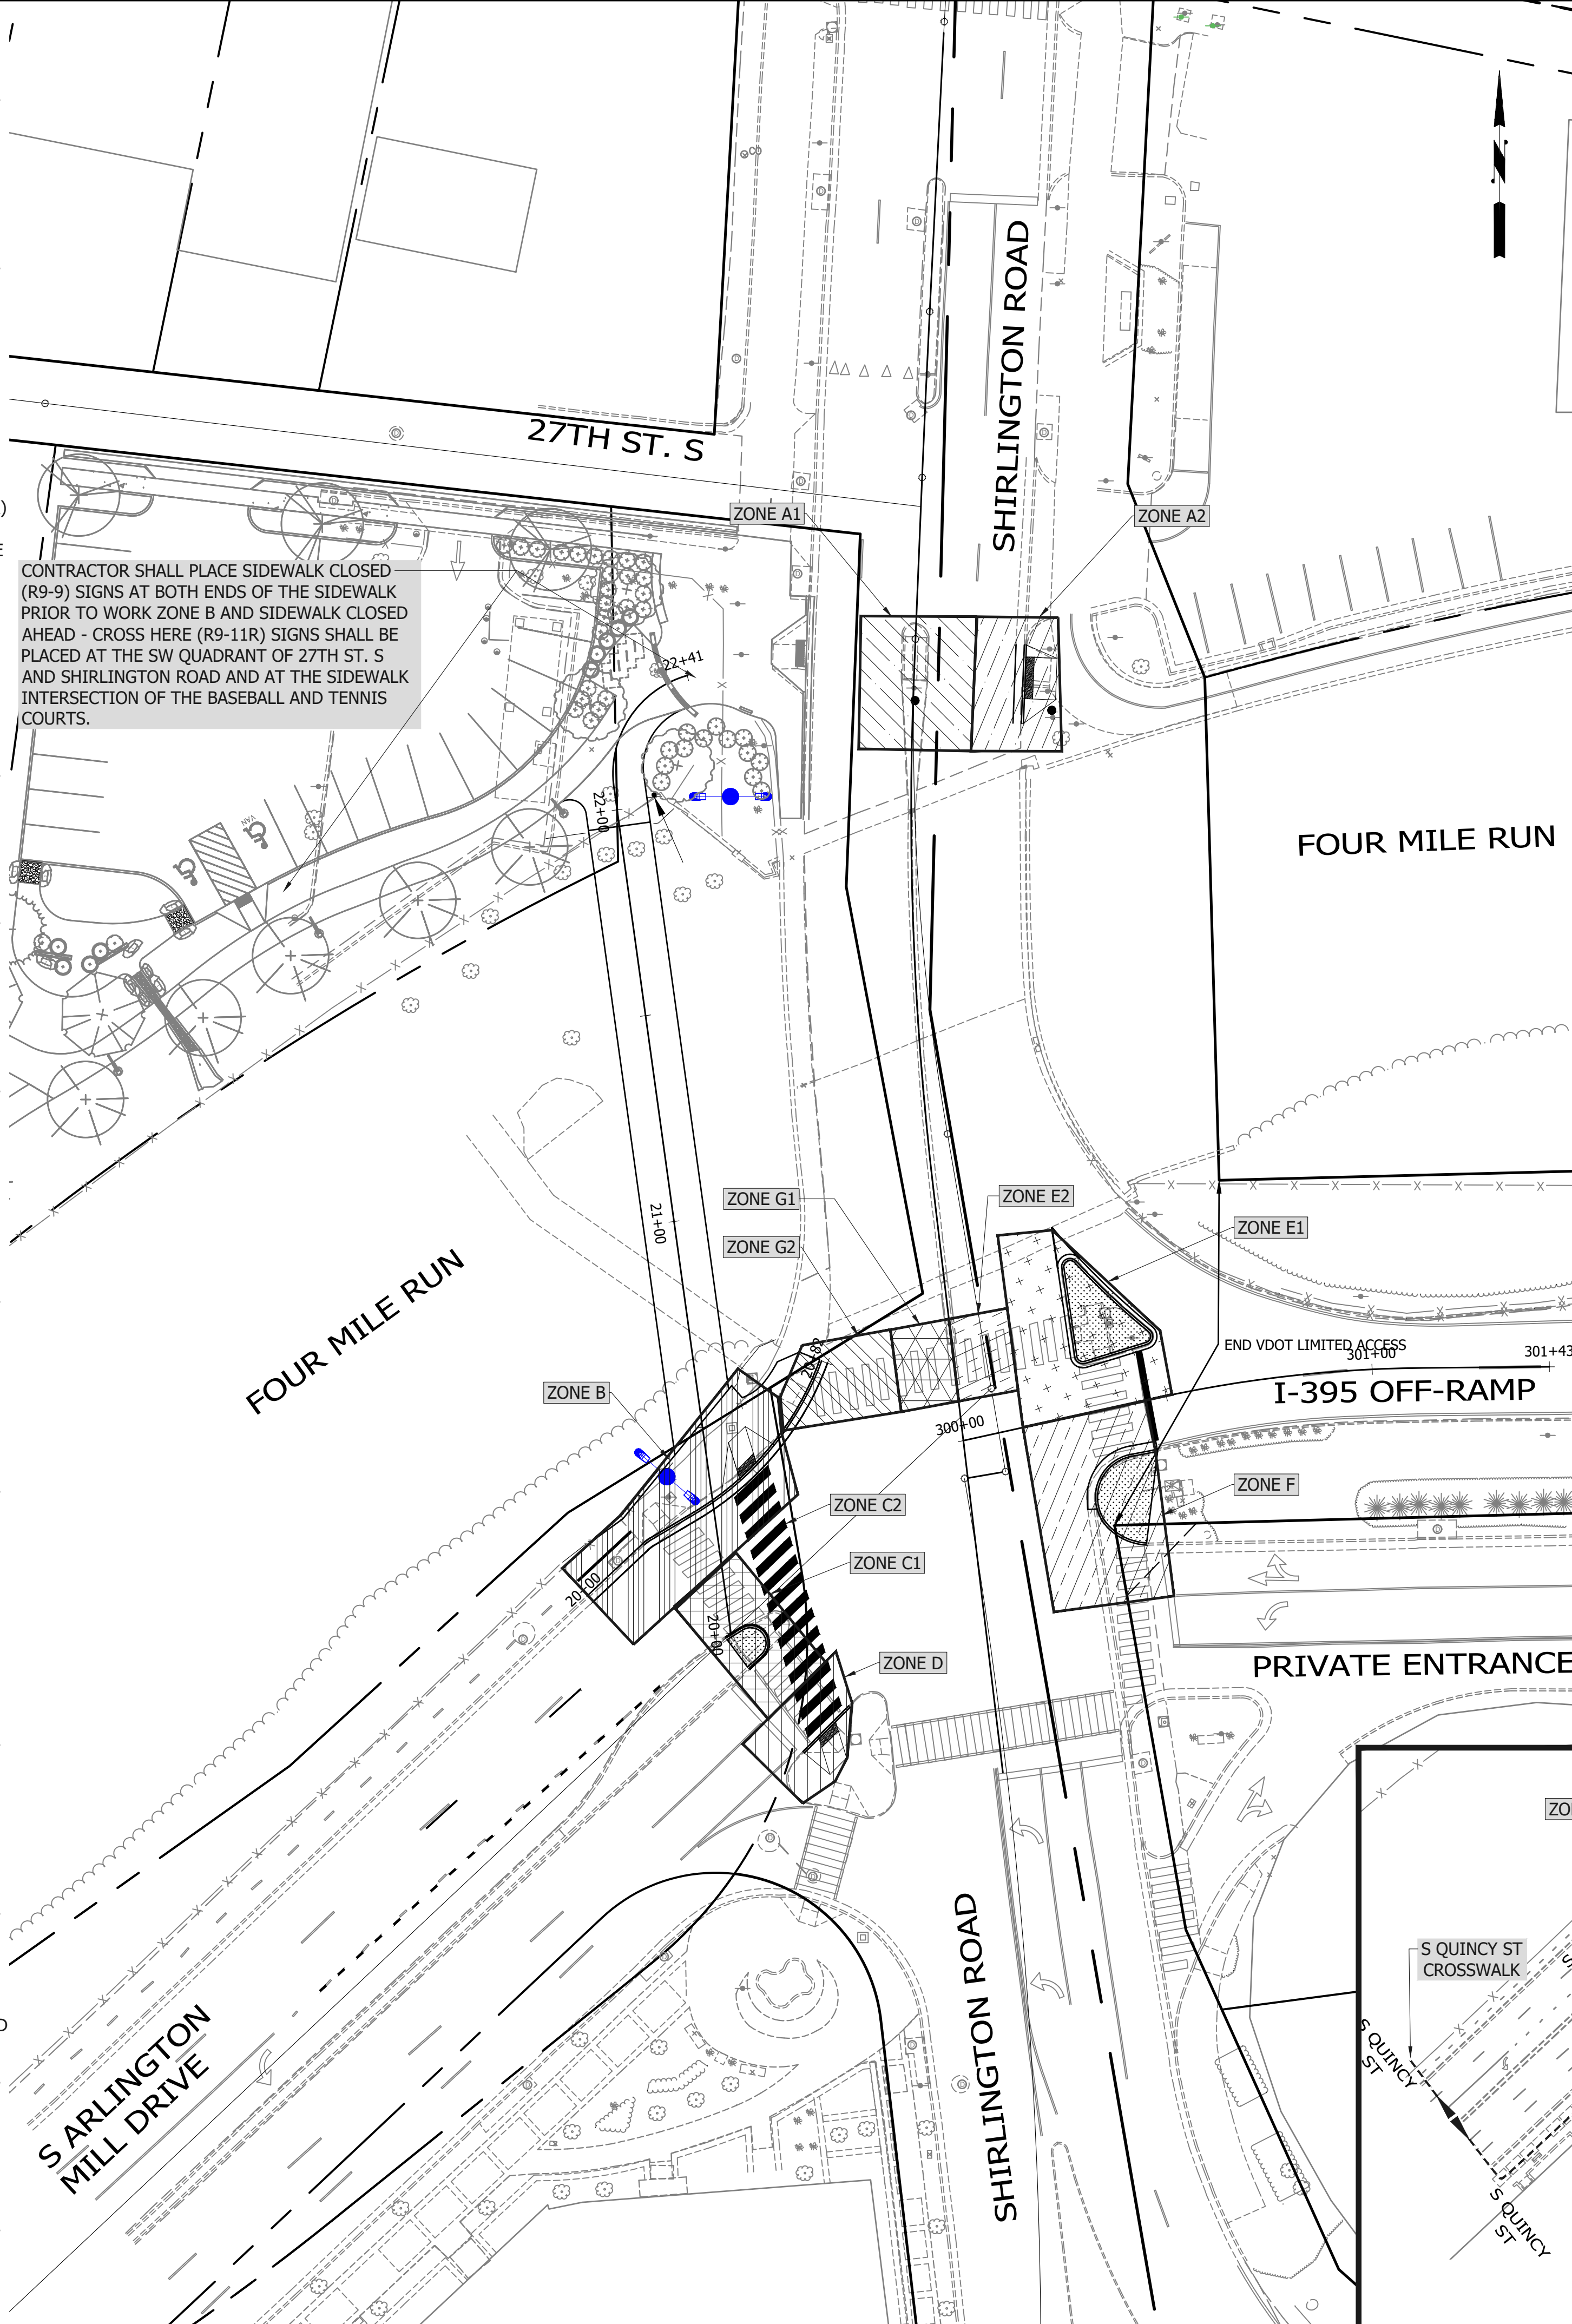 27TH ST. S
SHIRLINGTON ROAD
ZONE A1
ZONE A2
CONTRACTOR SHALL PLACE SIDEWALK CLOSED
(R9-9) SIGNS AT BOTH ENDS OF THE SIDEWALK
PRIOR TO WORK ZONE B AND SIDEWALK CLOSED
AHEAD - CROSS HERE (R9-11R) SIGNS SHALL BE
PLACED AT THE SW QUADRANT OF 27TH ST. S
AND SHIRLINGTON ROAD AND AT THE SIDEWALK
INTERSECTION OF THE BASEBALL AND TENNIS
COURTS.
22+41
22+00
VAN
FOUR MILE RUN
ZONE G1
ZONE E2
21+00
ZONE G2
ZONE E1
FOUR MILE RUN
END VDOT LIMITED ACCESS
20+82
301+00
301+43
I-395 OFF-RAMP
ZONE B
300+00
ZONE F
ZONE C2
ZONE C1
20+00
20+00
ZONE D
PRIVATE ENTRANCE
ZO
S QUINCY ST
CROSSWALK
SHIRLINGTON ROAD
S ARLINGTON
MILL DRIVE
S QUINCY
ST
S QUINCY
ST